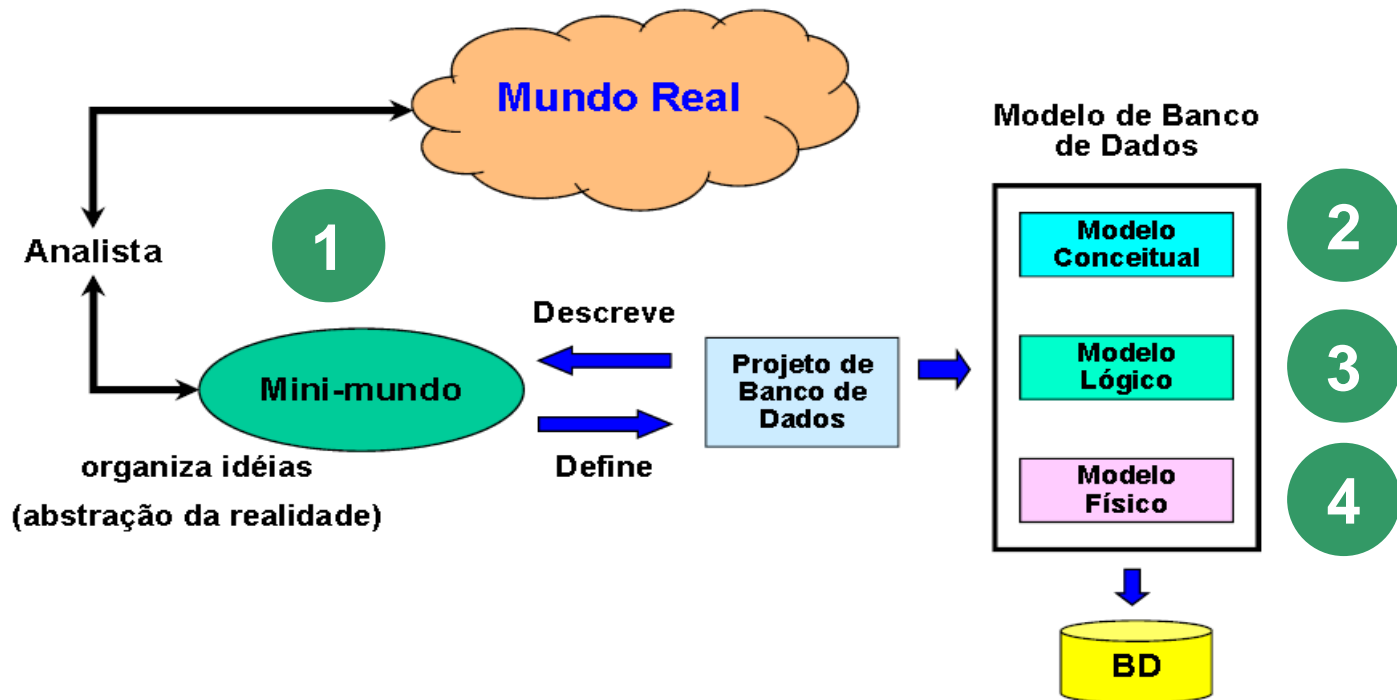 Mundo Real
Modelo de Banco
de Dados
1
2
Analista
Modelo
Conceitual
Descreve
Mini-mundo
Projeto de
Banco de
Dados
Modelo
Lógico
3
organiza idéias
(abstração da realidade)
Define
Modelo
Físico
4
BD